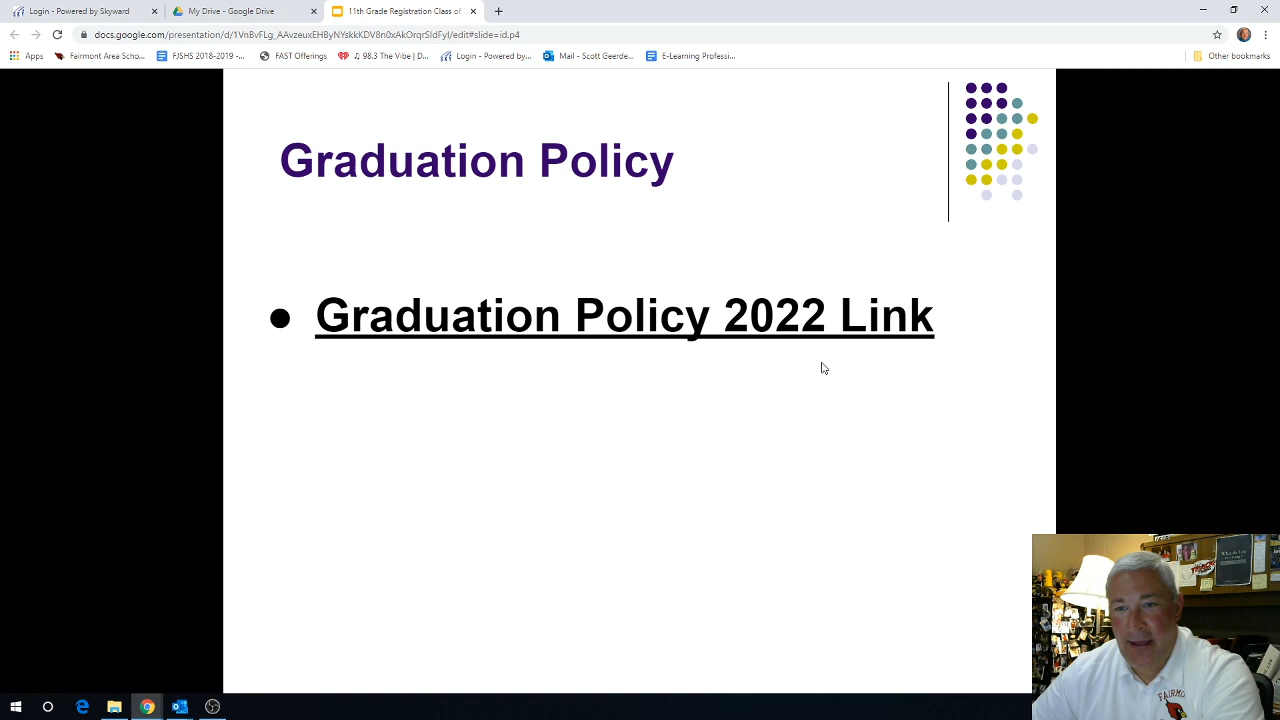 Login - Powered by Skyward
My Drive - Google Drive
11th Grade Registration Class of
docs.google.com/presentation/d/1VnBvFLg_AAvzeuxEHByNYskkKDV8n0xAkOrqrSIdFyI/edit#slide=id.p4
Apps
Fairmont Area Scho...
FJSHS 2018-2019 -...
FAST Offerings
♫ 98.3 The Vibe | D...
Login - Powered by...
Mail - Scott Geerde...
E-Learning Professi...
Other bookmarks
Graduation Policy
● Graduation Policy 2022 Link